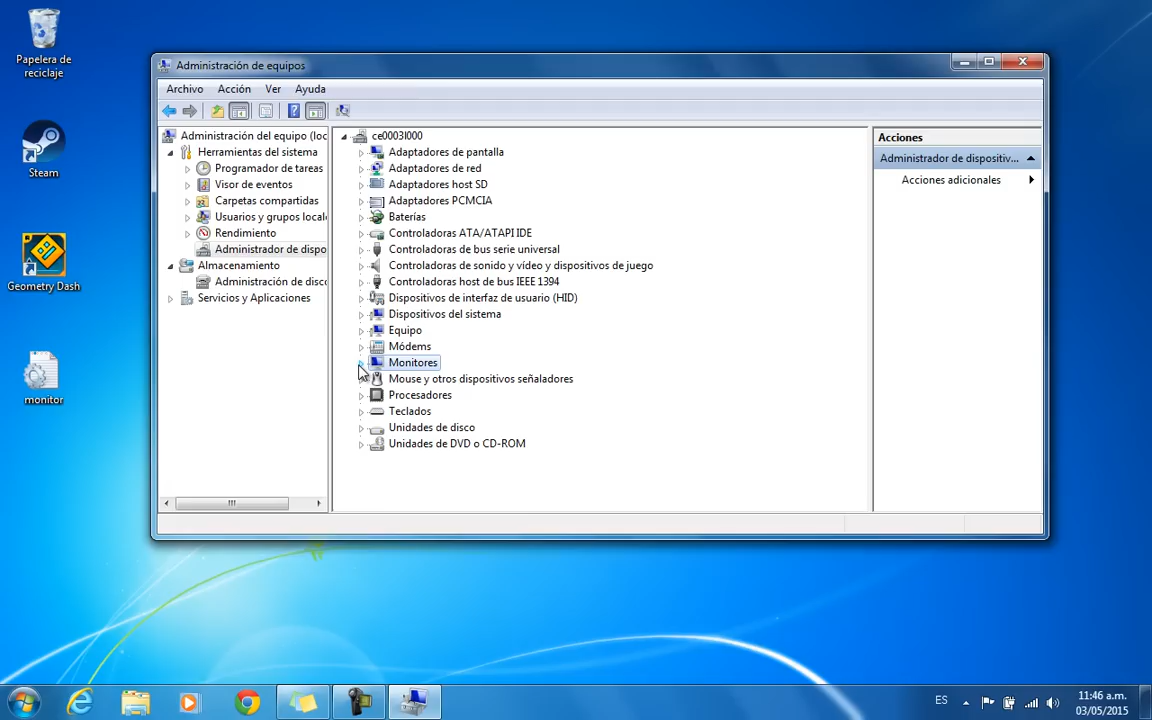 Papelera de
reciclaje
Steam
Geometry Dash
monitor
Administración de equipos
Archivo Acción Ver Ayuda
Administración del equipo (loc
Herramientas del sistema
Programador de tareas
Visor de eventos
Carpetas compartidas
Usuarios y grupos locale
Rendimiento
Administrador de dispo
Almacenamiento
Administración de disco
Servicios y Aplicaciones
ce0003l000
Adaptadores de pantalla
Adaptadores de red
Adaptadores host SD
Adaptadores PCMCIA
Baterías
Controladoras ATA/ATAPI IDE
Controladoras de bus serie universal
Controladoras de sonido y vídeo y dispositivos de juego
Controladoras host de bus IEEE 1394
Dispositivos de interfaz de usuario (HID)
Dispositivos del sistema
Equipo
Módems
Monitores
Mouse y otros dispositivos señaladores
Procesadores
Teclados
Unidades de disco
Unidades de DVD o CD-ROM
Acciones
Administrador de dispositiv...
Acciones adicionales
ES
11:46 a.m.
03/05/2015